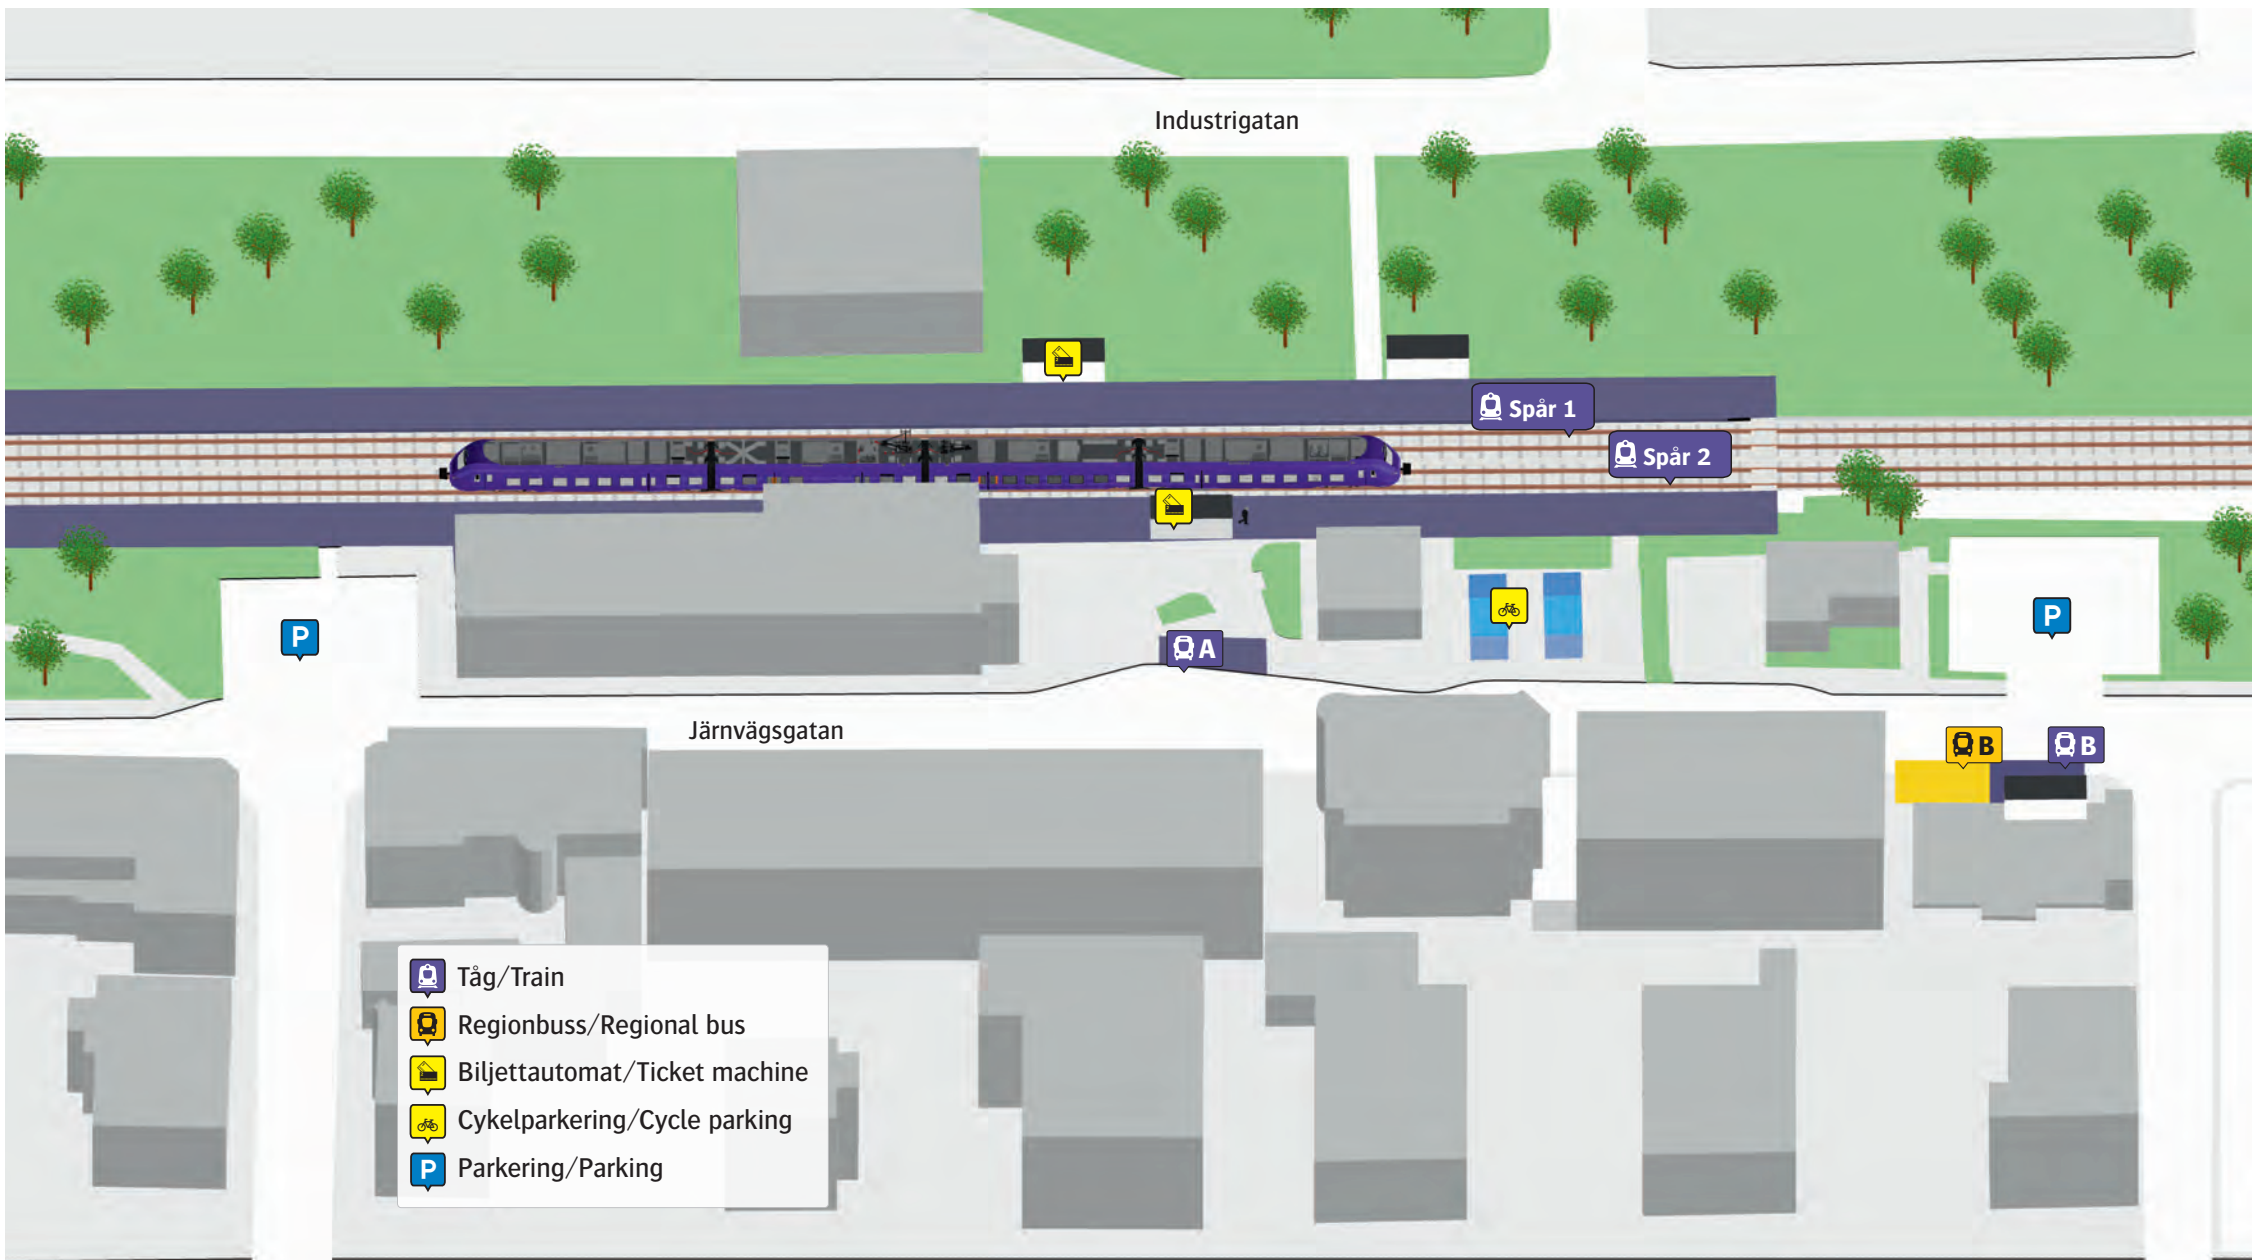 Industrigatan
Spår 1
Spår 2
P
P
A
Järnvägsgatan
B
B
Tåg/Train
Regionbuss/Regional bus
Biljettautomat/Ticket machine
Cykelparkering/Cycle parking
P Parkering/Parking